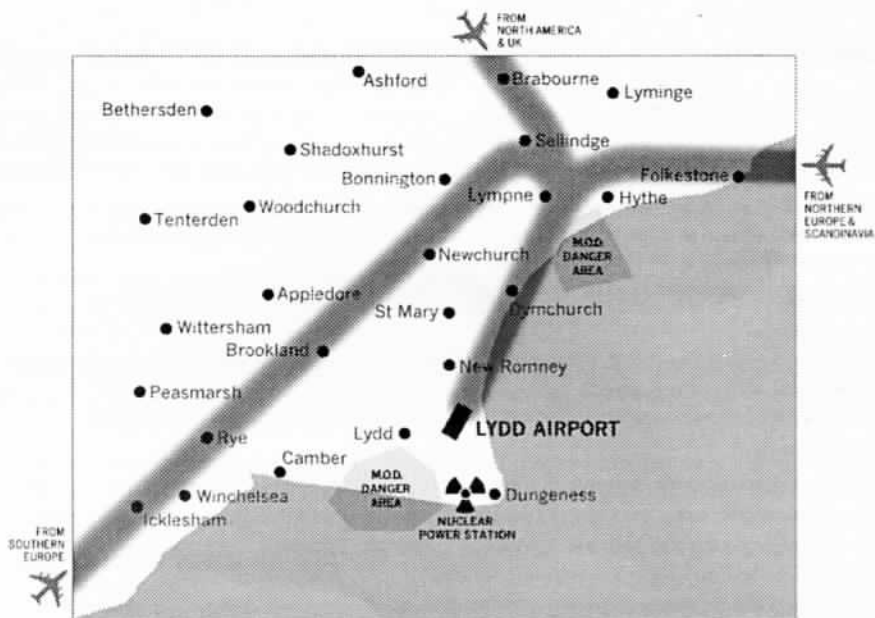 FROM
NORTH AMERICA
& UK
Ashford
Brabourne
Lyminge
Bethersden
Sellindge
Shadoxhurst
Bonnington
Folkestone
Lympne
Hythe
FROM
NORTHERN
EUROPE &
SCANDINAVIA
Woodchurch
Tenterden
Newchurch
M.O.D.
DANGER
AREA
Appledore
St Mary
Dymchurch
Wittersham
Brookland
New Romney
Peasmarsh
LYDD AIRPORT
Lydd
Rye
Camber
M.O.D.
DANGER
AREA
Winchelsea
Dungeness
Icklesham
NUCLEAR
POWER STATION
FROM
SOUTHERN
EUROPE